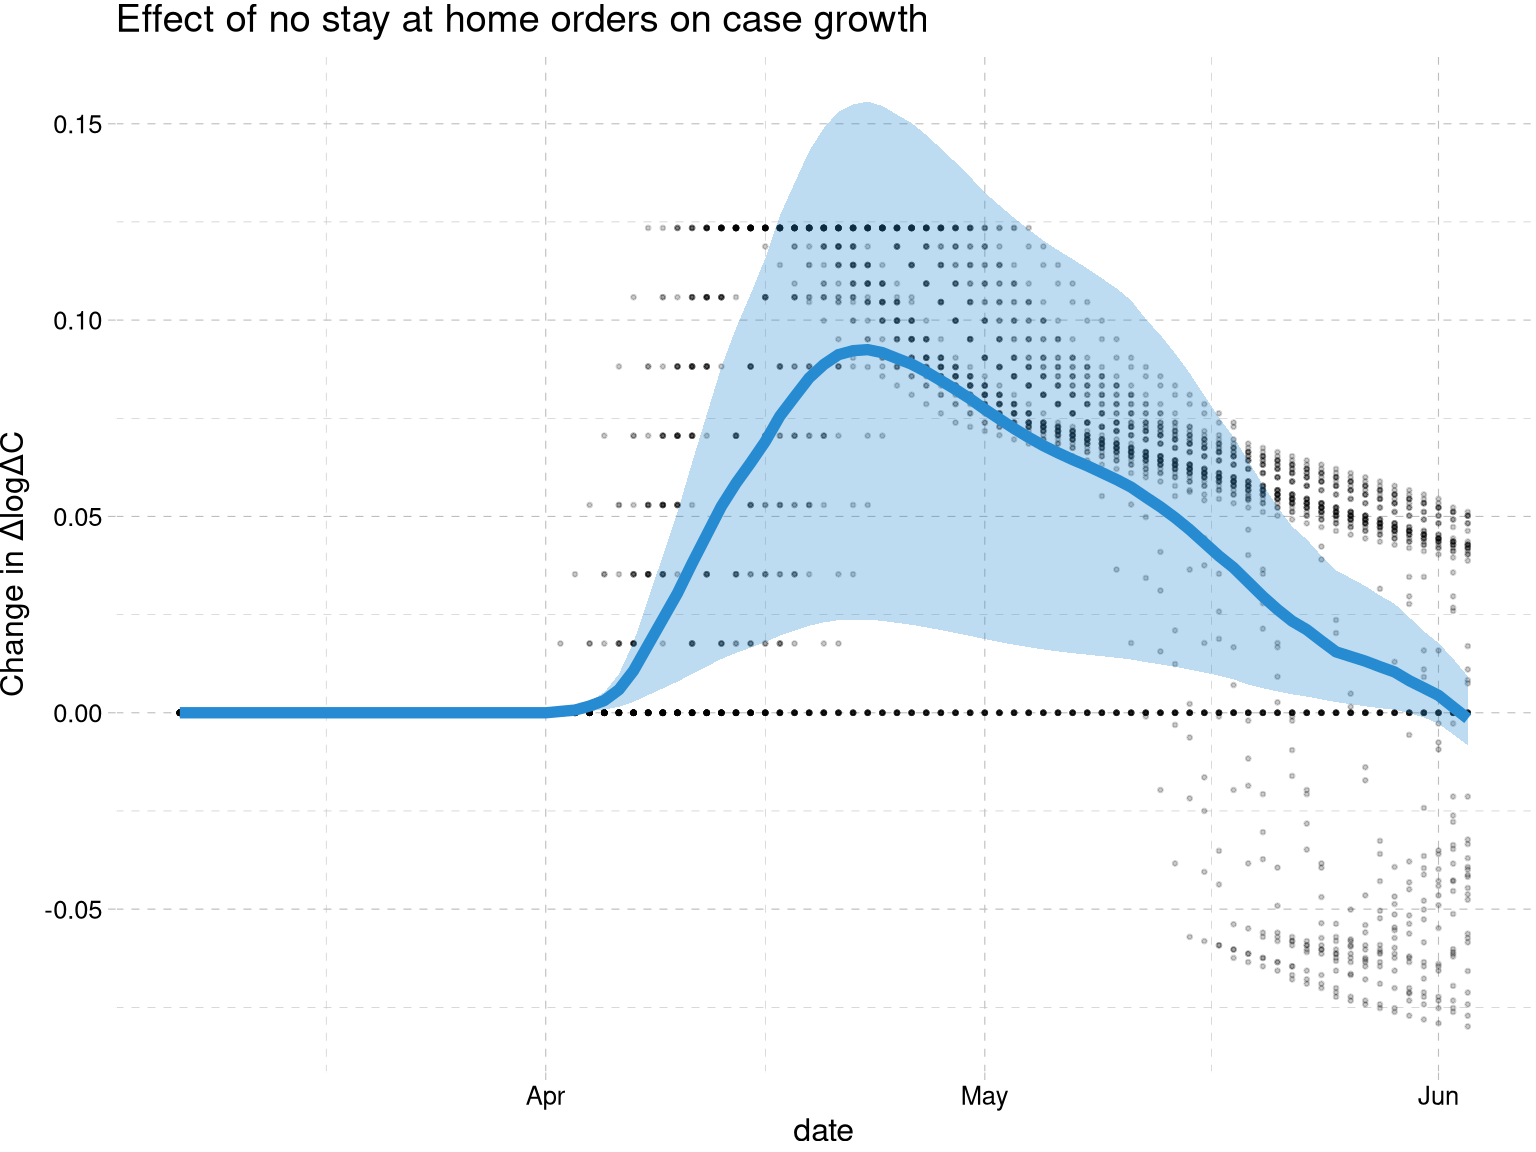 Effect of no stay at home orders on case growth
0.15
0.10
0.05
0.00
-0.05
Change in ΔlogΔC
Apr
May
Jun
date